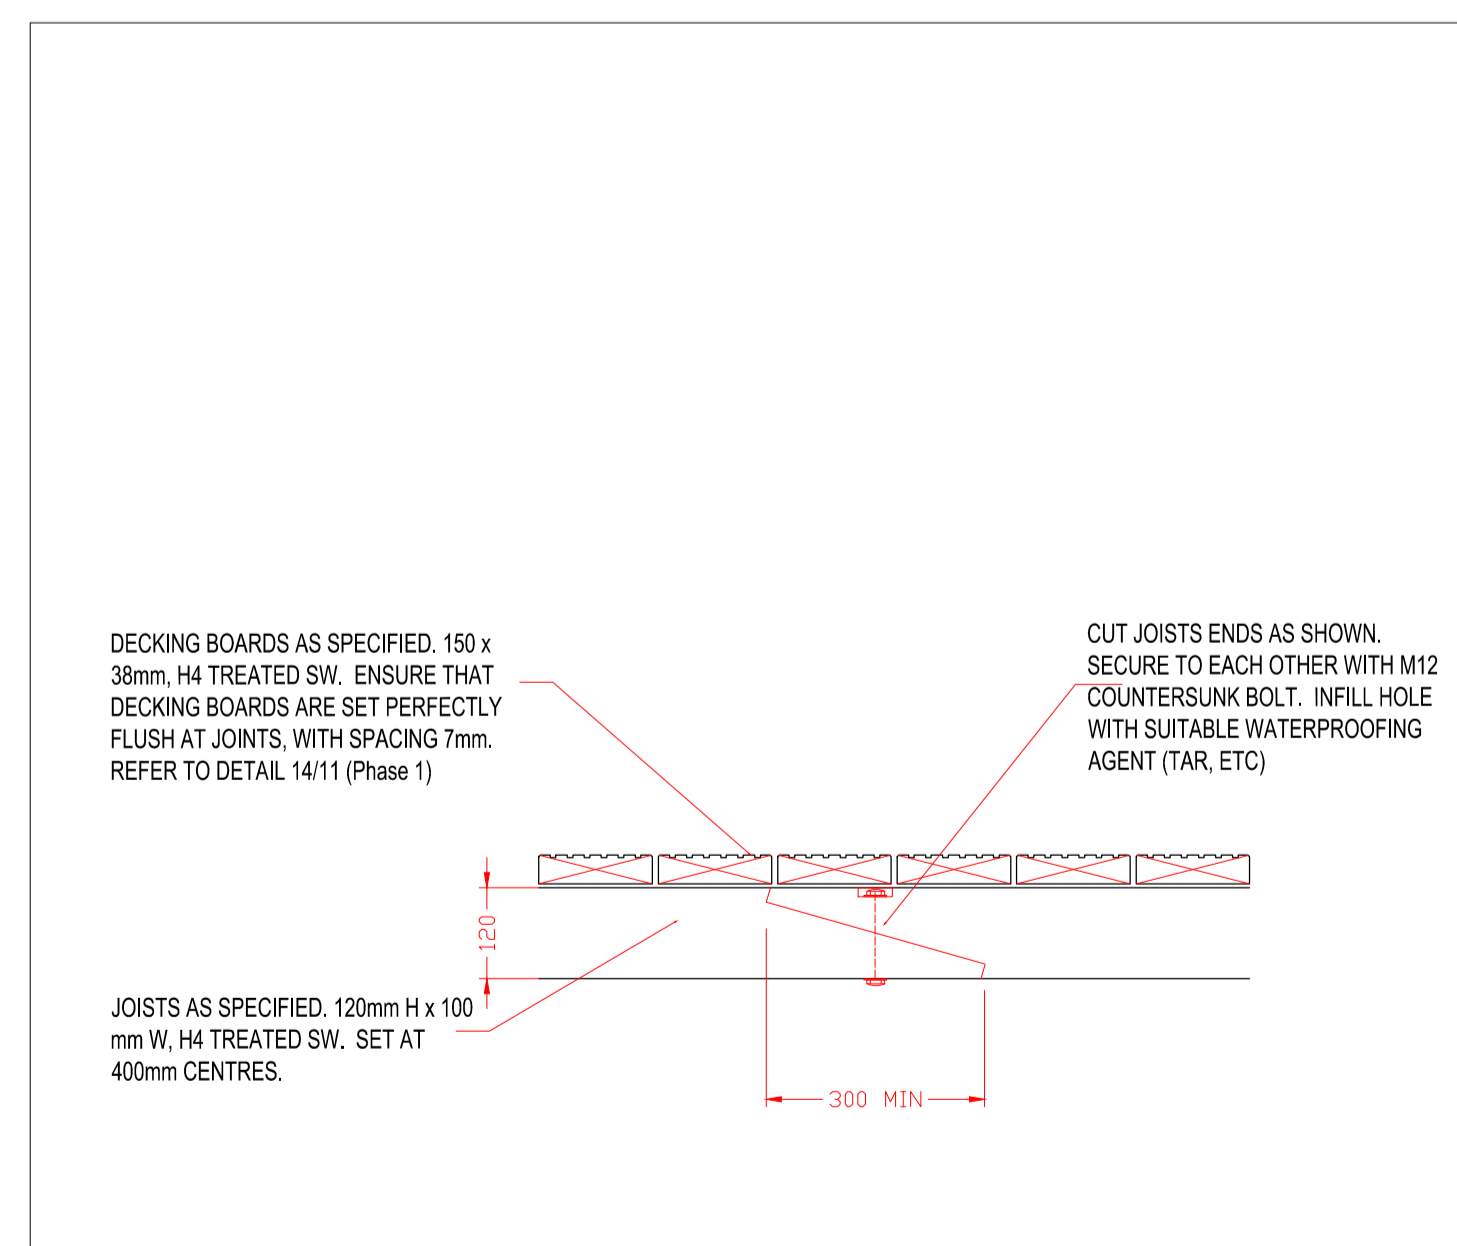 DECKING BOARDS AS SPECIFIED. 150 x
38mm, H4 TREATED SW. ENSURE THAT
DECKING BOARDS ARE SET PERFECTLY
FLUSH AT JOINTS, WITH SPACING 7mm.
REFER TO DETAIL 14/11 (Phase 1)
CUT JOISTS ENDS AS SHOWN.
SECURE TO EACH OTHER WITH M12
COUNTERSUNK BOLT. INFILL HOLE
WITH SUITABLE WATERPROOFING
AGENT (TAR, ETC)
120
JOISTS AS SPECIFIED. 120mm H x 100
mm W, H4 TREATED SW. SET AT
400mm CENTRES.
300 MIN